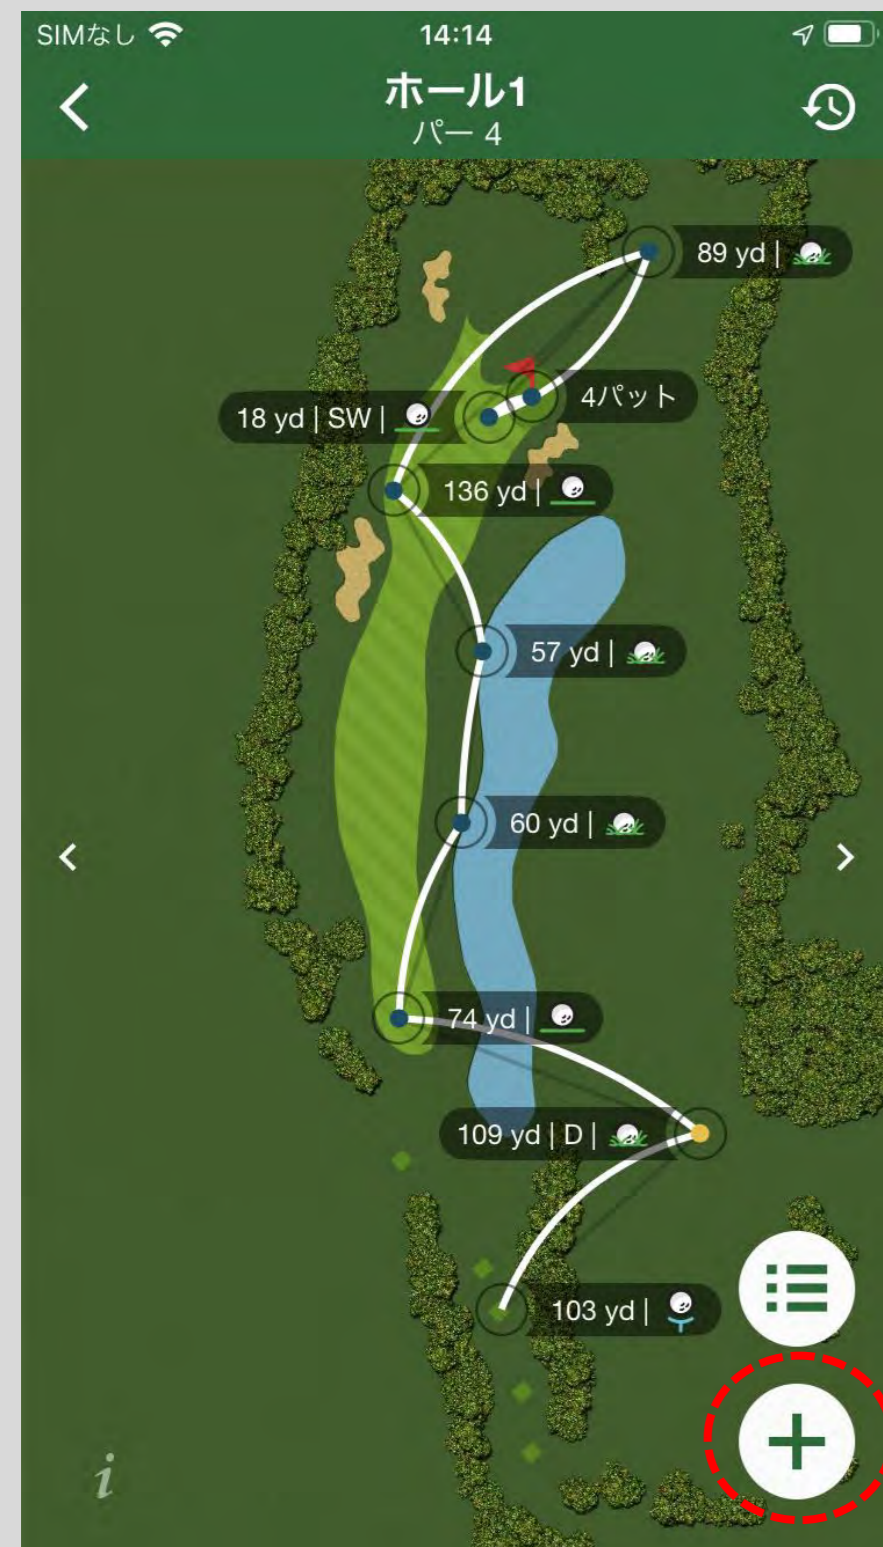 SIMなし
14:14
ホール1
パー 4
89 yd |
4パット
18 yd | SW |
136 yd |
57 yd |
60 yd |
74 yd |
109 yd | D |
103 yd |
i